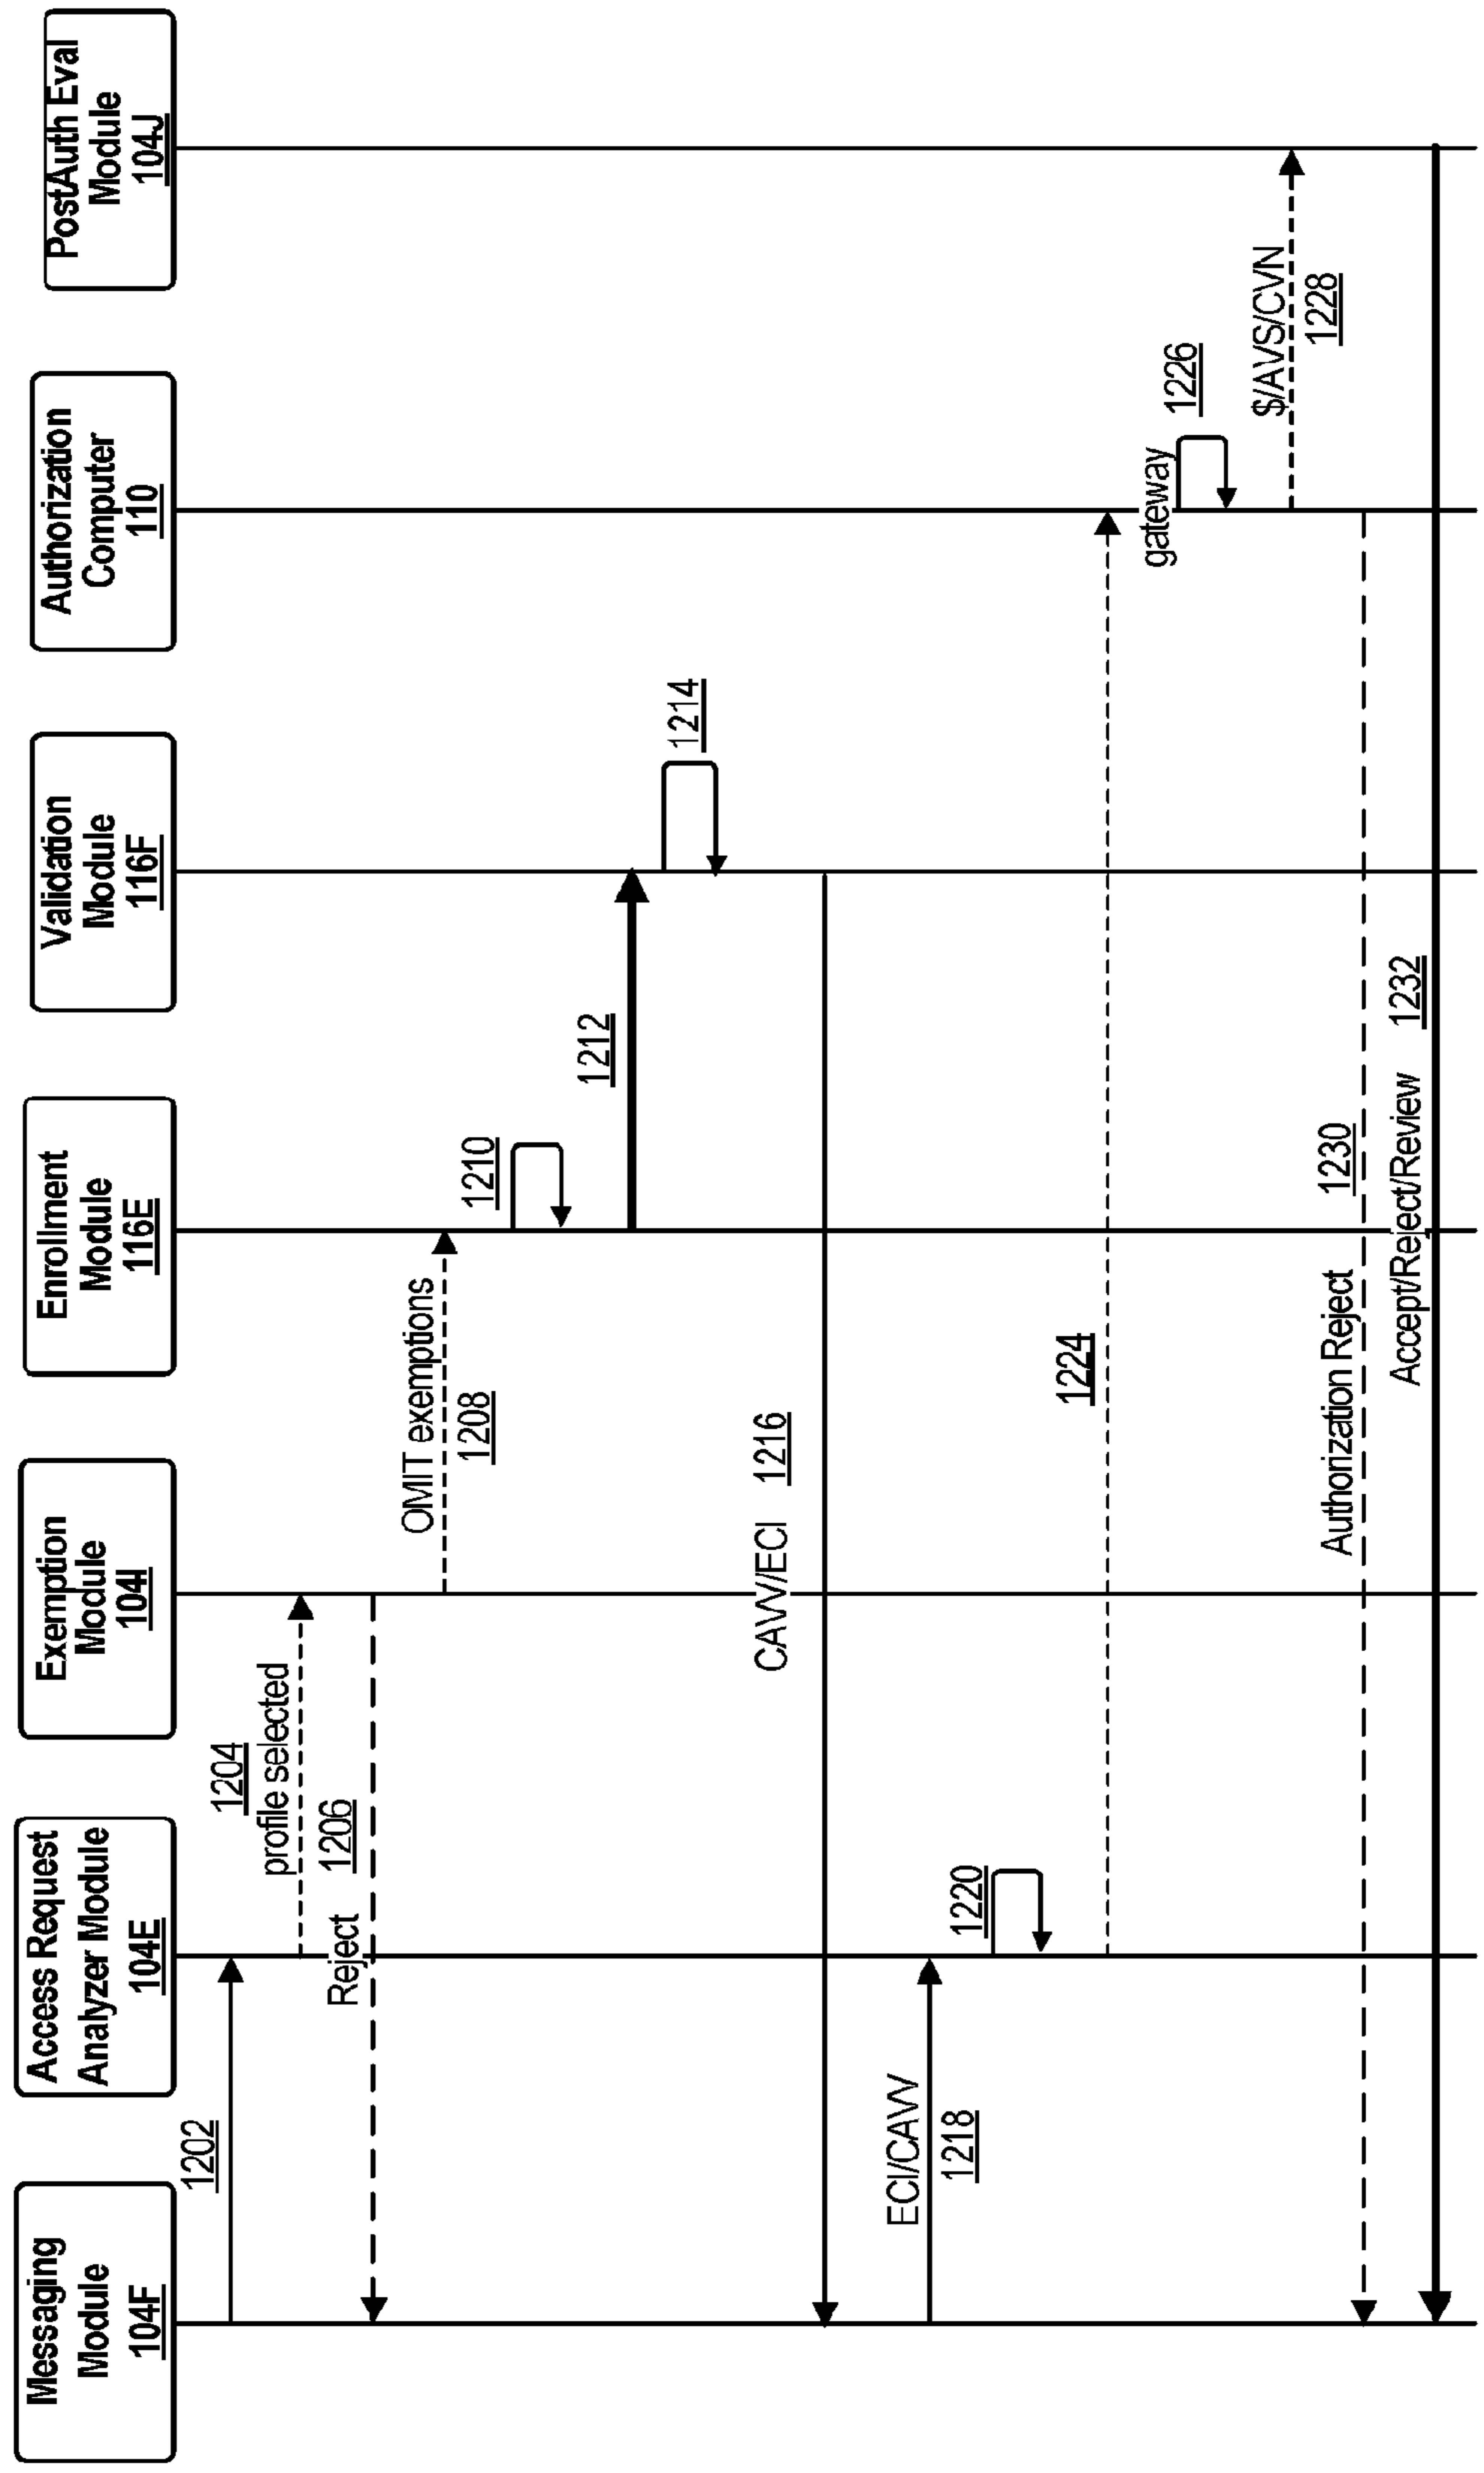 Messaging
Module
104F
Access Request
Analyzer Module
104E
Exemption
Module
104I
Enrollment
Module
116E
Validation
Module
116F
Authorization
Computer
110
PostAuth Eval
Module
104J
1202
1204
profile selected
1206
Reject
OMIT exemptions
1208
1210
1212
1214
CAVV/ECI 1216
ECI/CAVV
1218
1220
1224
gateway
1226
$/AVS/CVN
1228
Authorization Reject 1230
Accept/Reject/Review 1232